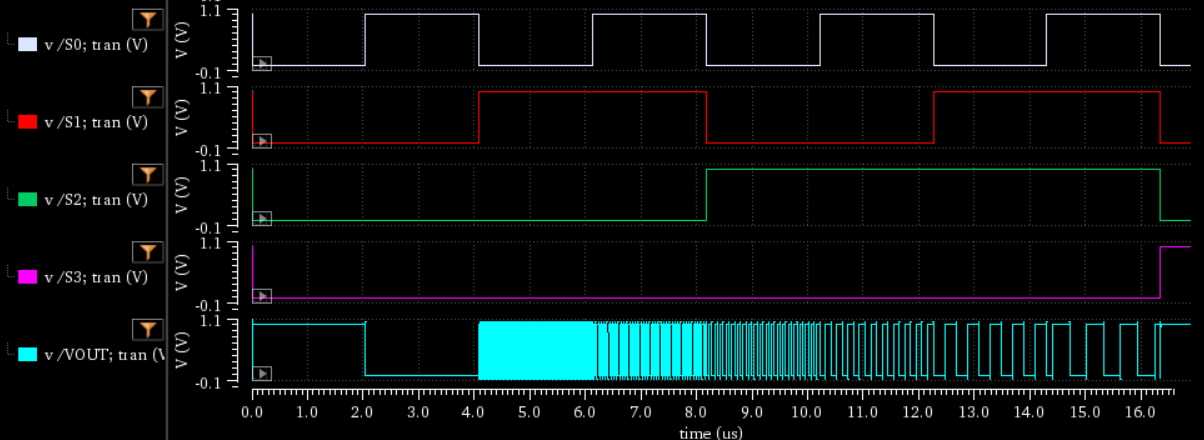 1.1
v /S0; tran (V)
V (V)
-0.1
1.1
v /S1; tran (V)
V (V)
-0.1
1.1
v /S2; tran (V)
V (V)
-0.1
1.1
v /S3; tran (V)
V (V)
-0.1
1.1
v /VOUT; tran (V
V (V)
-0.1
0.0 1.0 2.0 3.0 4.0 5.0 6.0 7.0 8.0 9.0 10.0 11.0 12.0 13.0 14.0 15.0 16.0
time (us)